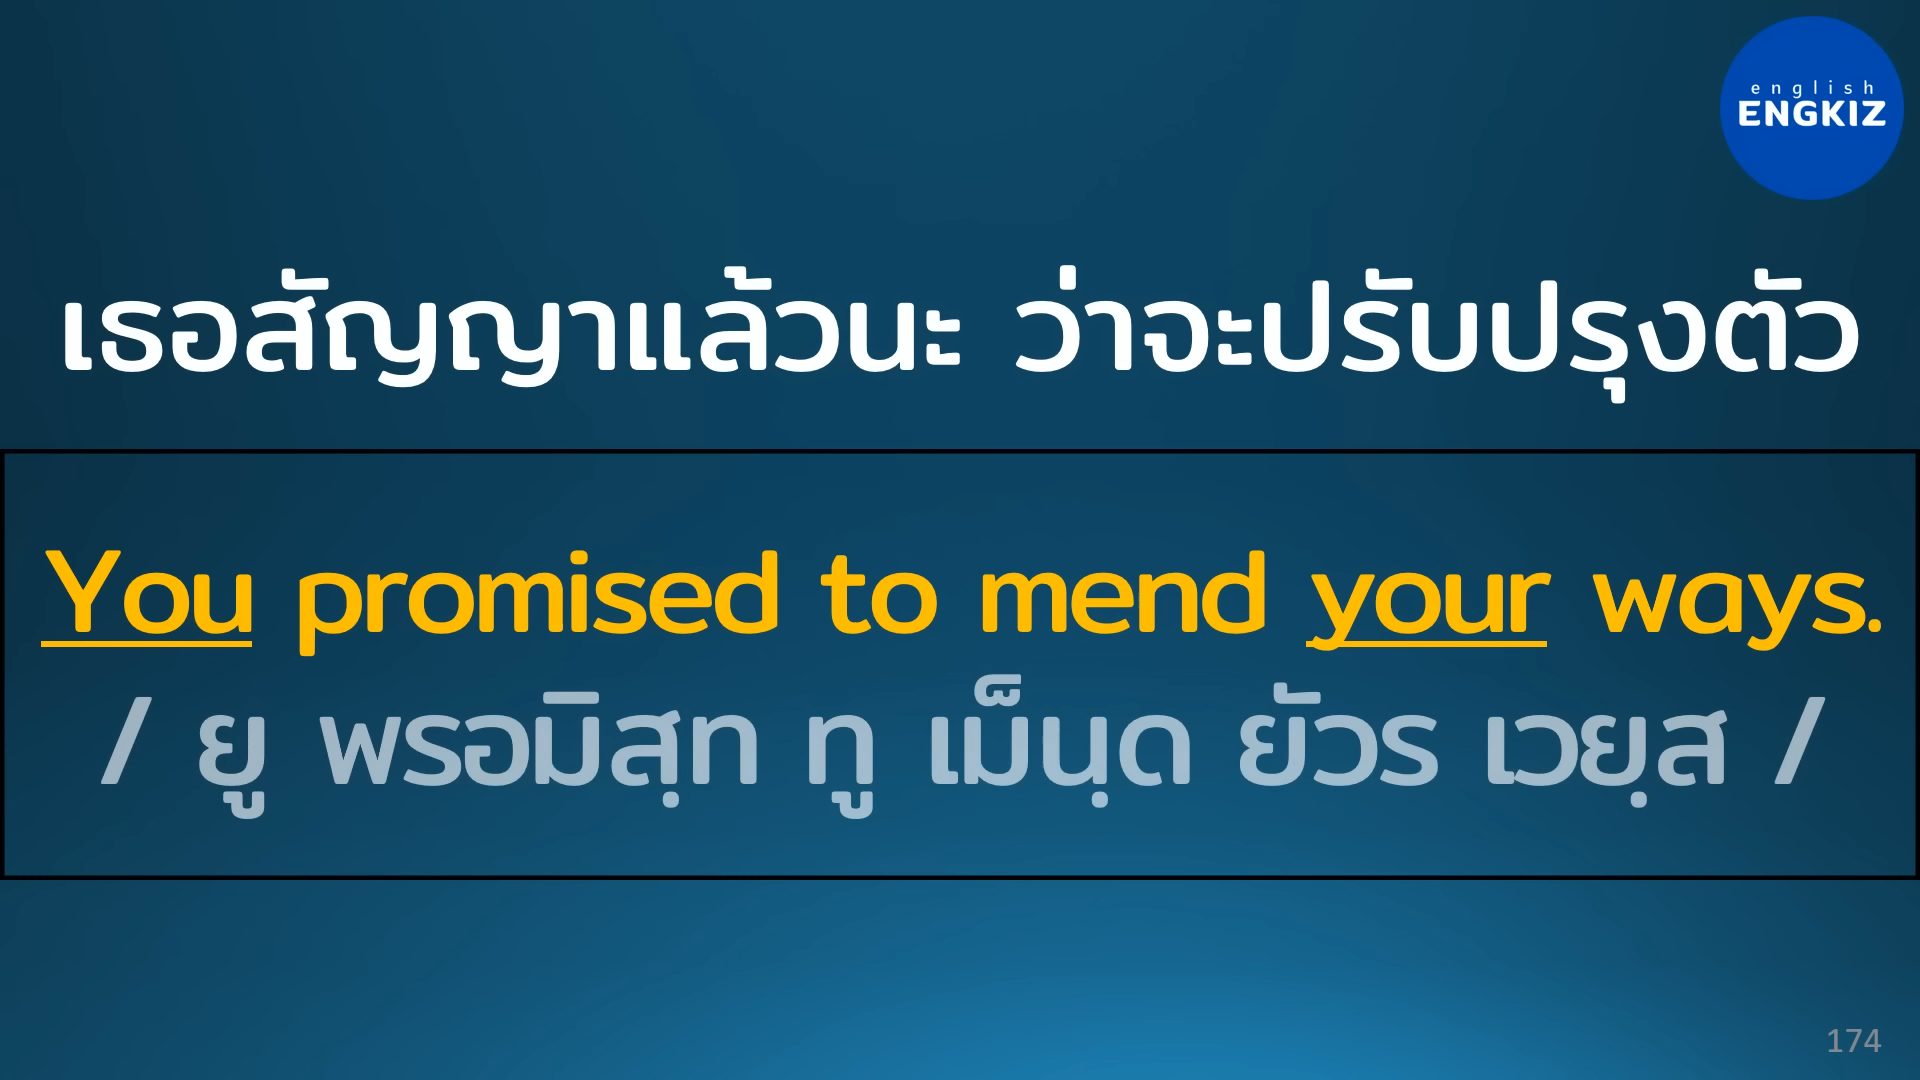 english
ENGKIZ
เธอสัญญาแล้วนะ ว่าจะปรับปรุงตัว
You promised to mend your ways.
/ ยู พรอมิสฺท ทู เม็นฺด ยัวร เวยฺส /
174